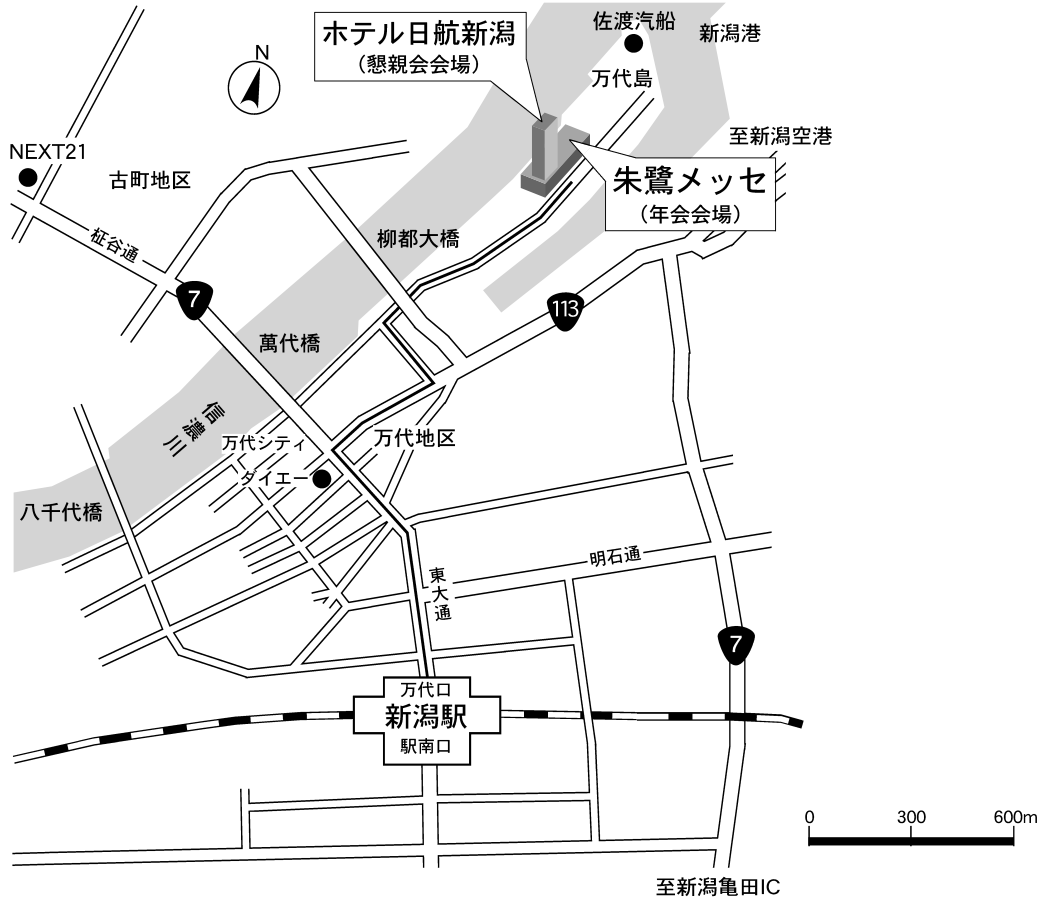 佐渡汽船
新潟港
ホテル日航新潟
（懇親会会場）
N
万代島
至新潟空港
NEXT21
古町地区
朱鷺メッセ
（年会会場）
柾谷通
柳都大橋
7
113
萬代橋
信濃川
万代シティ
万代地区
ダイエー
八千代橋
明石通
東大通
7
万代口
新潟駅
駅南口
0 300 600m
至新潟亀田IC